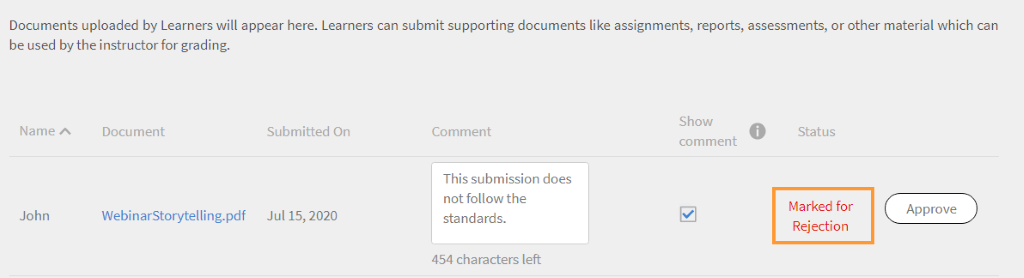 Documents uploaded by Learners will appear here. Learners can submit supporting documents like assignments, reports, assessments, or other material which can
be used by the instructor for grading.
Name Document Submitted On Comment Show comment Status
John WebinarStorytelling.pdf Jul 15, 2020
This submission does
not follow the
standards.
454 characters left
Marked for
Rejection
Approve